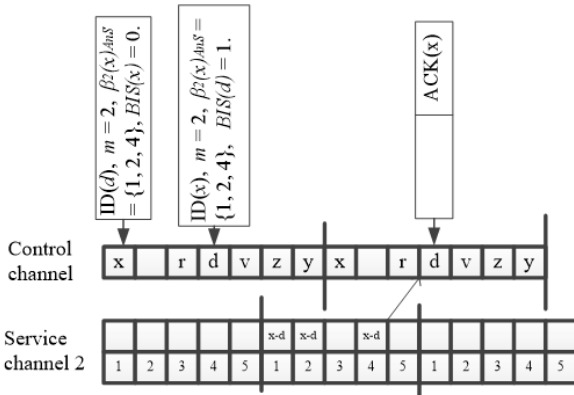 ID(d), m = 2, β2(x)AnS
= {1, 2, 4}, BIS(x) = 0.
ID(x), m = 2, β2(x)AnS =
{1, 2, 4}, BIS(d) = 1.
ACK(x)
Control
channel
x r d v z y x r d v z y
Service
channel 2
x-d x-d x-d
1 2 3 4 5 1 2 3 4 5 1 2 3 4 5